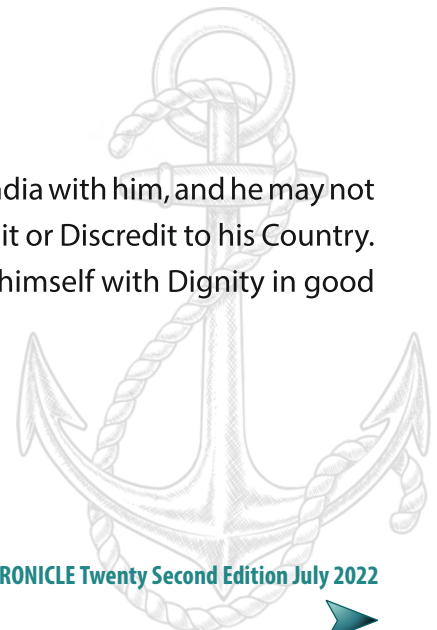 ndia with him, and he may not
it or Discredit to his Country.
himself with Dignity in good
RONICLE Twenty Second Edition July 2022